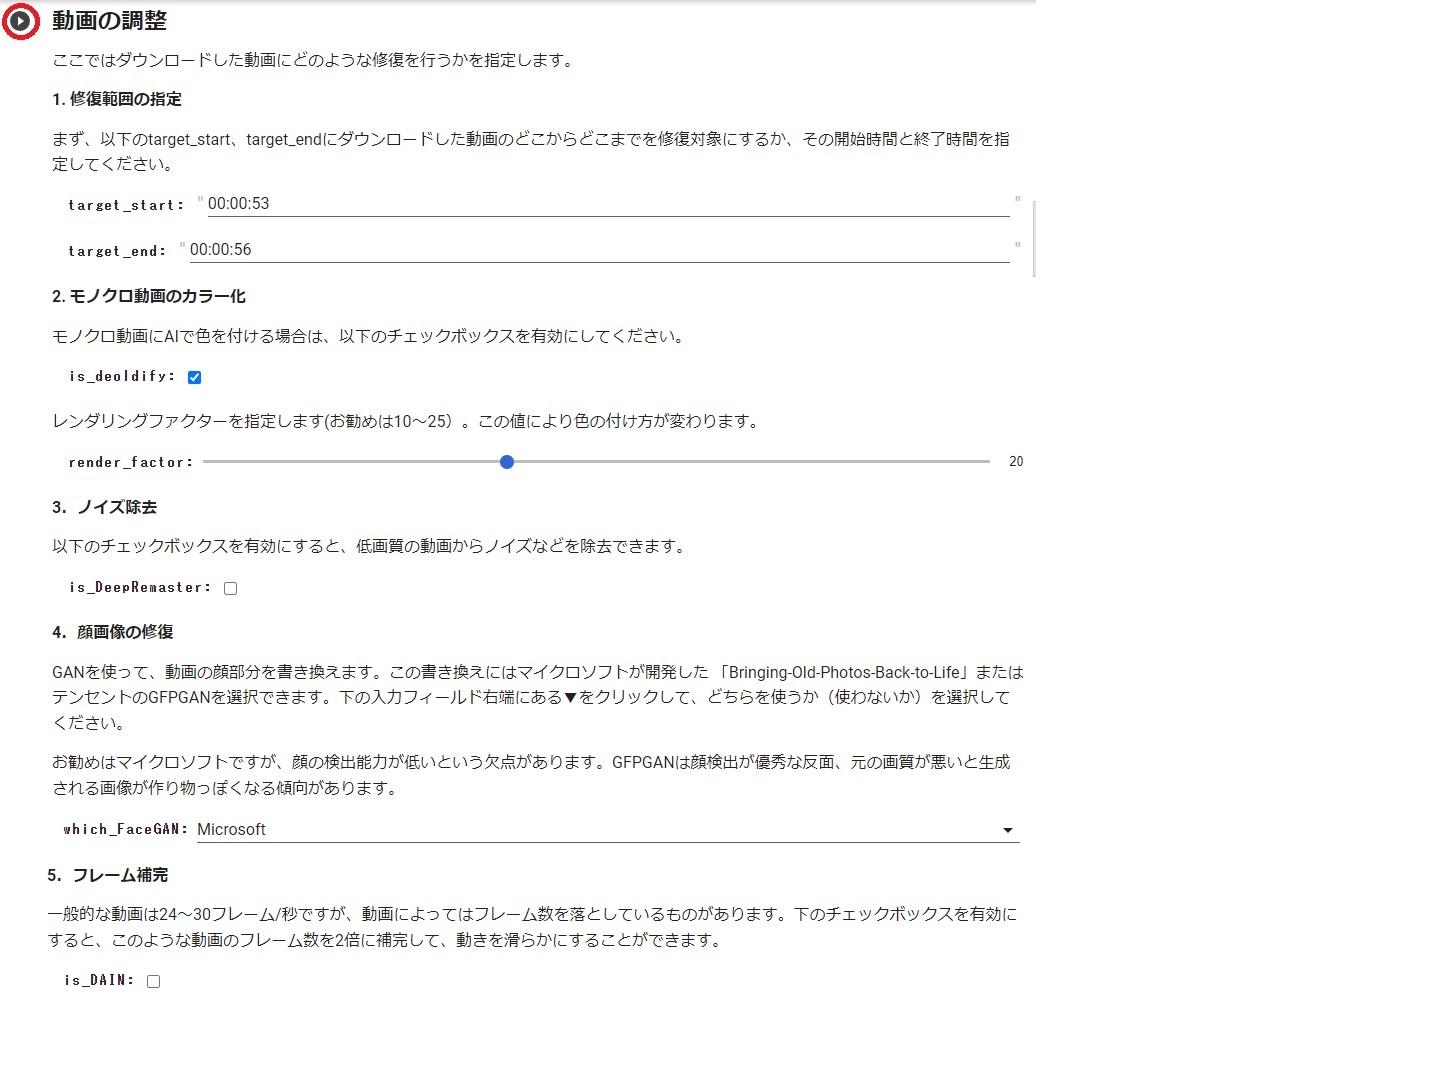 動画の調整
ここではダウンロードした動画にどのような修復を行うかを指定します。
1. 修復範囲の指定
まず、以下のtarget_start、target_endにダウンロードした動画のどこからどこまでを修復対象にするか、その開始時間と終了時間を指
定してください。
target_start: " 00:00:53 "
target_end: " 00:00:56 "
2. モノクロ動画のカラー化
モノクロ動画にAIで色を付ける場合は、以下のチェックボックスを有効にしてください。
is_deoldify:
レンダリングファクターを指定します(お勧めは10〜25）。この値により色の付け方が変わります。
render_factor: 20
3．ノイズ除去
以下のチェックボックスを有効にすると、低画質の動画からノイズなどを除去できます。
is_DeepRemaster:
4．顔画像の修復
GANを使って、動画の顔部分を書き換えます。この書き換えにはマイクロソフトが開発した 「Bringing-Old-Photos-Back-to-Life」または
テンセントのGFPGANを選択できます。下の入力フィールド右端にある▼をクリックして、どちらを使うか（使わないか）を選択して
ください。
お勧めはマイクロソフトですが、顔の検出能力が低いという欠点があります。GFPGANは顔検出が優秀な反面、元の画質が悪いと生成
される画像が作り物っぽくなる傾向があります。
which_FaceGAN: Microsoft
5．フレーム補完
一般的な動画は24〜30フレーム/秒ですが、動画によってはフレーム数を落としているものがあります。下のチェックボックスを有効に
すると、このような動画のフレーム数を2倍に補完して、動きを滑らかにすることができます。
is_DAIN: